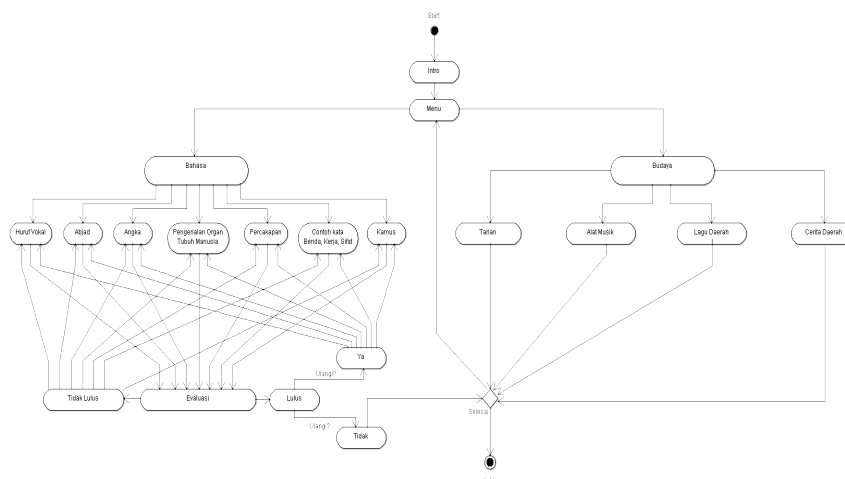 Start
Intro
Menu
Bahasa
Budaya
Huruf Vokal
Abjad
Angka
Pengenalan Organ
Tubuh Manusia
Percakapan
Contoh kata
Benda, Kerja, Sifat
Kamus
Tarian
Alat Musik
Lagu Daerah
Cerita Daerah
Ya
Ulangi?
Tidak Lulus
Evaluasi
Lulus
Selesai
Ulangi?
Tidak